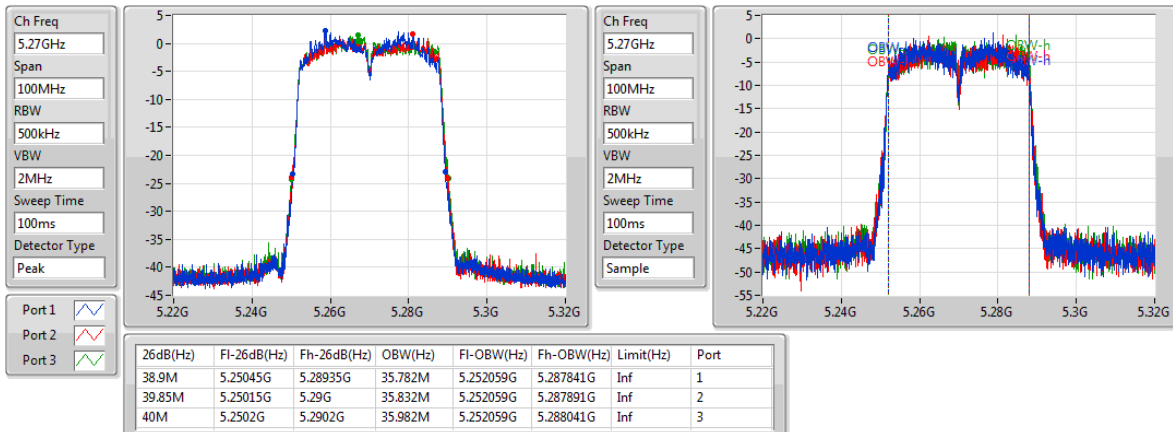 Ch Freq
5.27GHz
Span
100MHz
RBW
500kHz
VBW
2MHz
Sweep Time
100ms
Detector Type
Peak
Port 1
Port 2
Port 3
5
0
-5
-10
-15
-20
-25
-30
-35
-40
-45
5.22G 5.24G 5.26G 5.28G 5.3G 5.32G
Ch Freq
5.27GHz
Span
100MHz
RBW
500kHz
VBW
2MHz
Sweep Time
100ms
Detector Type
Sample
5
0
-5
-10
-15
-20
-25
-30
-35
-40
-45
-50
-55
5.22G 5.24G 5.26G 5.28G 5.3G 5.32G
26dB(Hz) Fl-26dB(Hz) Fh-26dB(Hz) OBW(Hz) Fl-OBW(Hz) Fh-OBW(Hz) Limit(Hz) Port
38.9M 5.25045G 5.28935G 35.782M 5.252059G 5.287841G Inf 1
39.85M 5.25015G 5.29G 35.832M 5.252059G 5.287891G Inf 2
40M 5.2502G 5.2902G 35.982M 5.252059G 5.288041G Inf 3